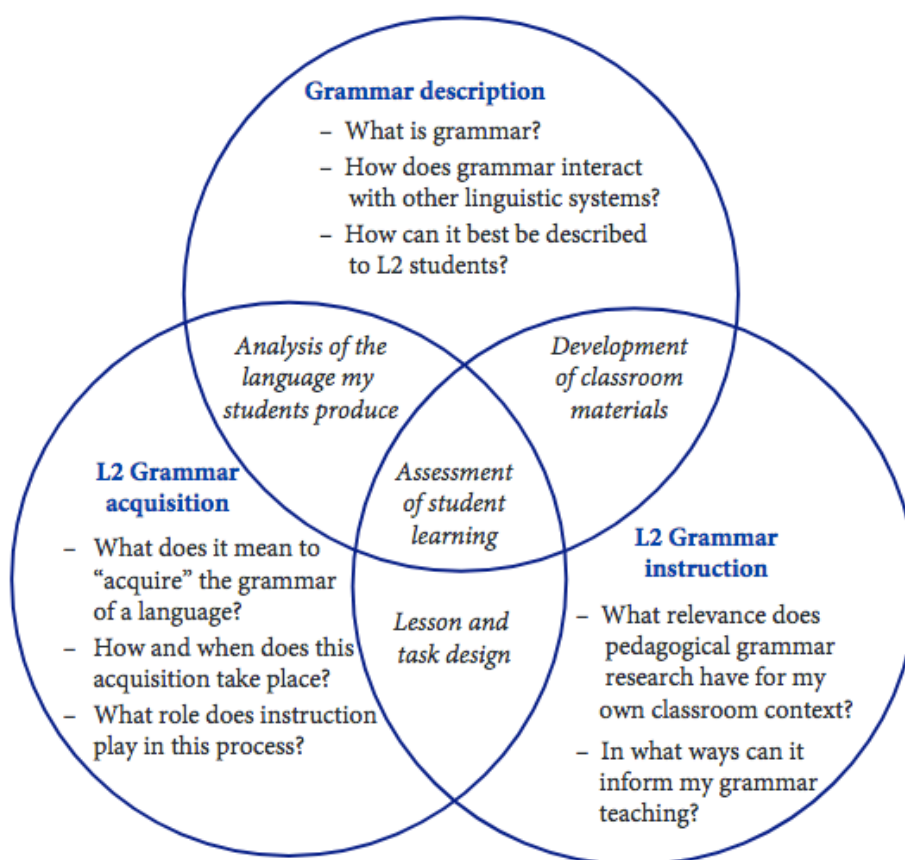 Grammar description
– What is grammar?
– How does grammar interact
with other linguistic systems?
– How can it best be described
to L2 students?
Analysis of the
language my
students produce
Development
of classroom
materials
Assessment
of student
learning
L2 Grammar
acquisition
– What does it mean to
“acquire” the grammar
of a language?
– How and when does this
acquisition take place?
– What role does instruction
play in this process?
Lesson and
task design
L2 Grammar
instruction
– What relevance does
pedagogical grammar
research have for my
own classroom context?
– In what ways can it
inform my grammar
teaching?